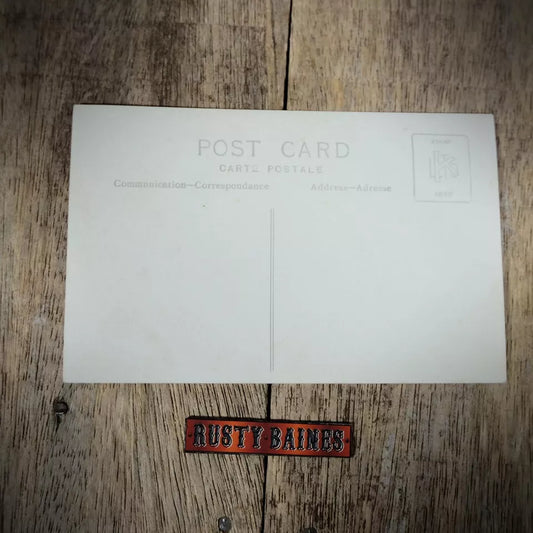 POST CARD
CARTE POSTALE
Communication—Correspondance
Address—Adresse
RUSTY·BAINES